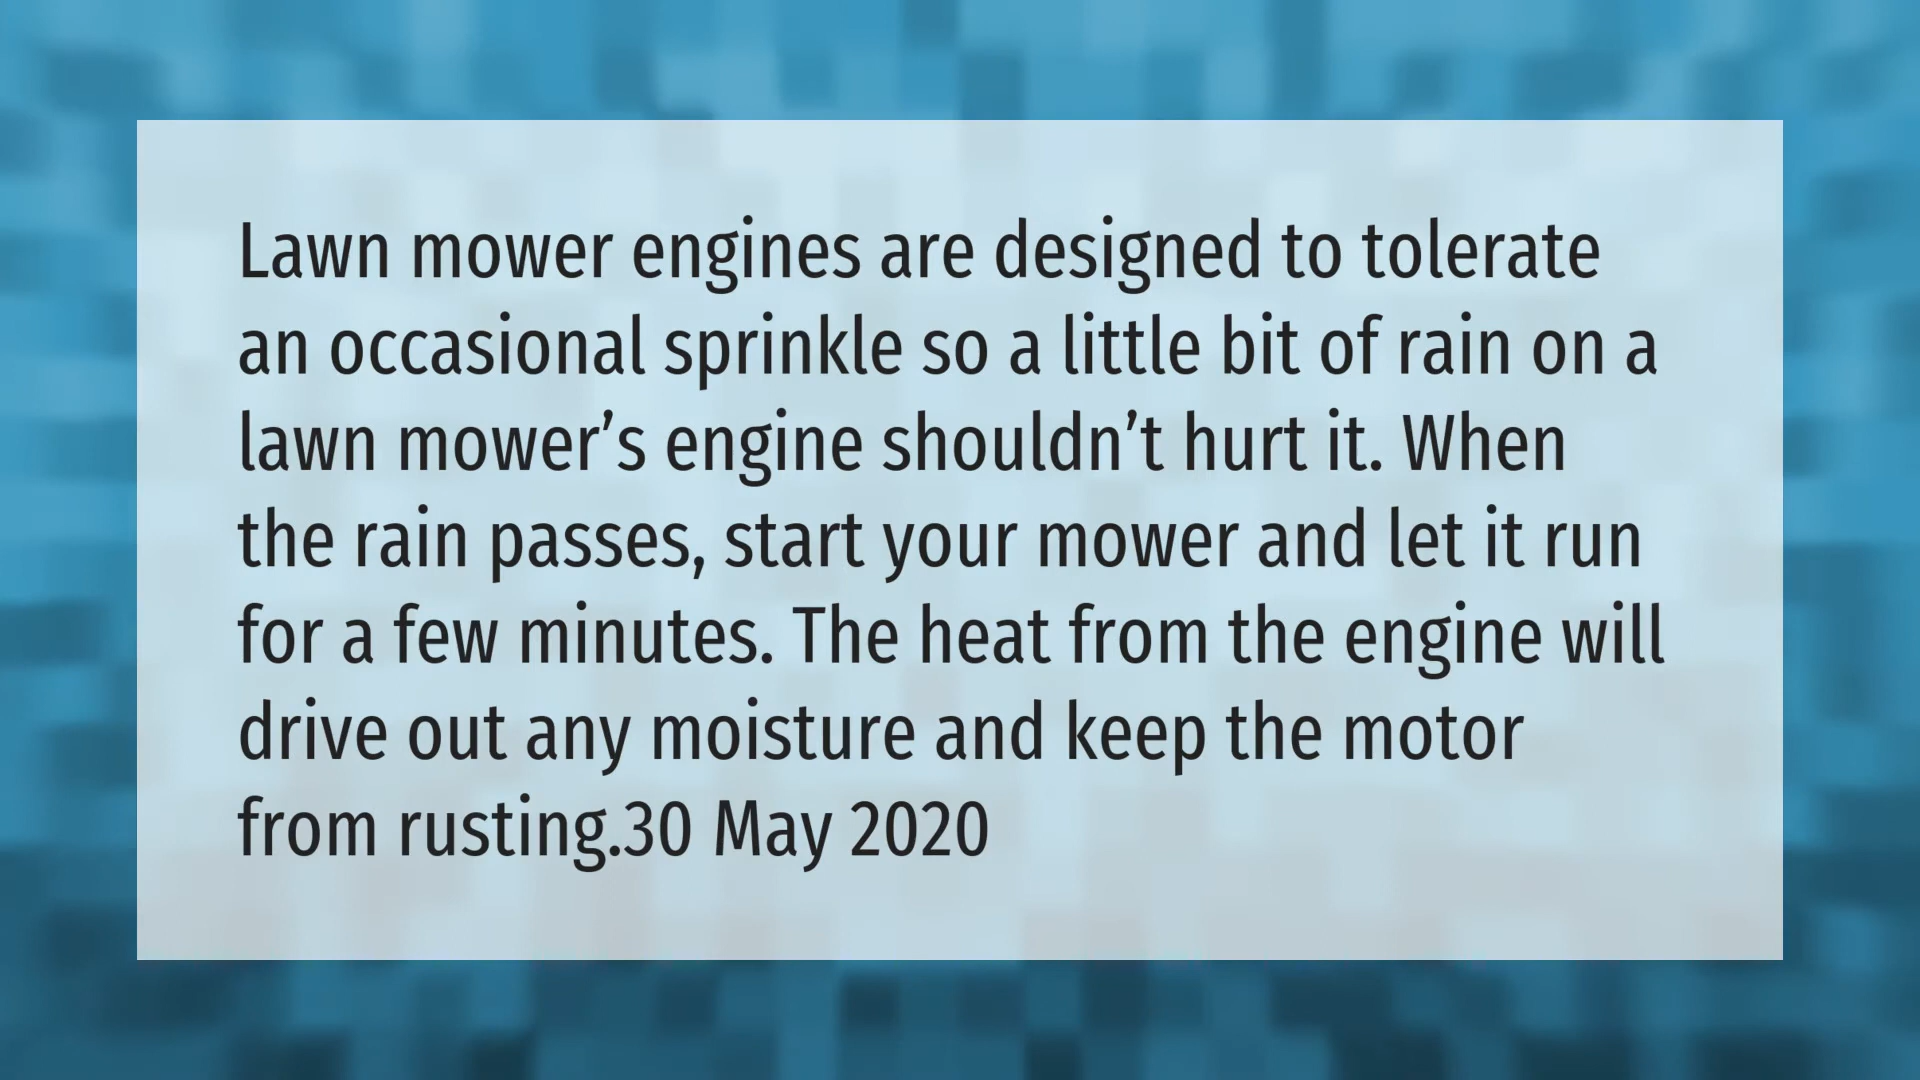 Lawn mower engines are designed to tolerate
an occasional sprinkle so a little bit of rain on a
lawn mower’s engine shouldn’t hurt it. When
the rain passes, start your mower and let it run
for a few minutes. The heat from the engine will
drive out any moisture and keep the motor
from rusting.30 May 2020